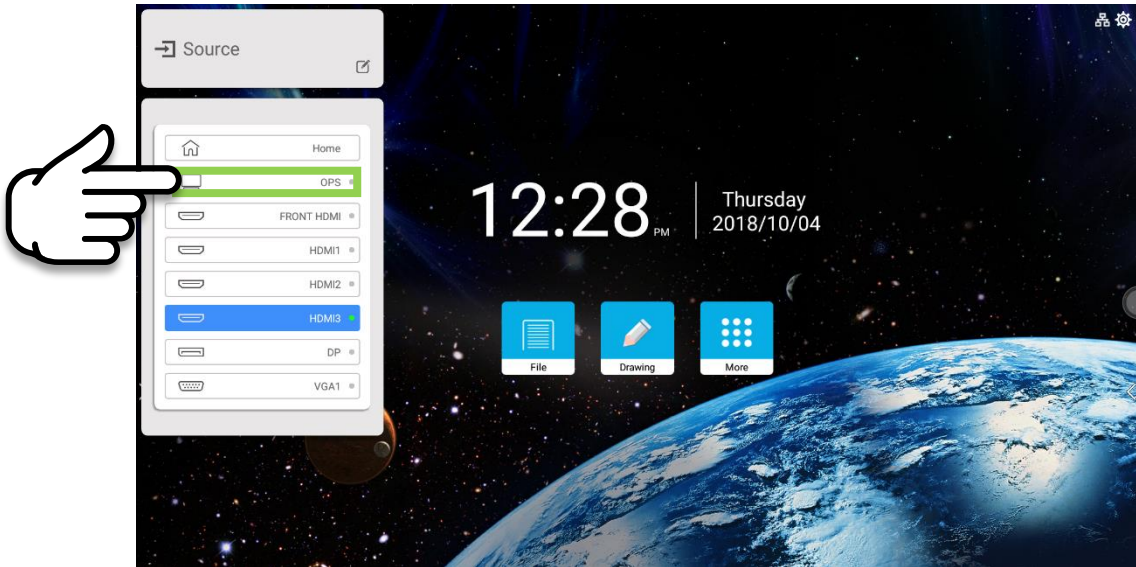 Source
Home
OPS
FRONT HDMI
HDMI1
HDMI2
HDMI3
DP
VGA1
12:28 PM
Thursday
2018/10/04
File
Drawing
More